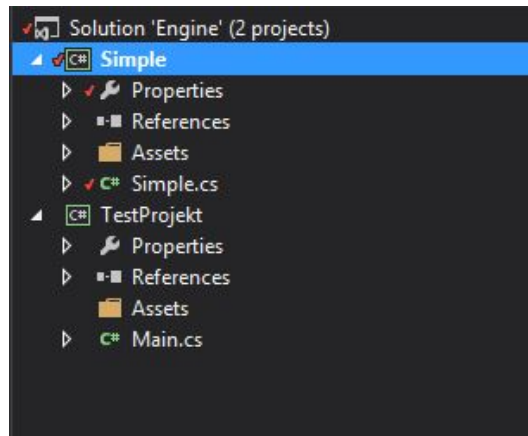 Solution 'Engine' (2 projects)
C# Simple
Properties
References
Assets
C# Simple.cs
C# TestProjekt
Properties
References
Assets
C# Main.cs